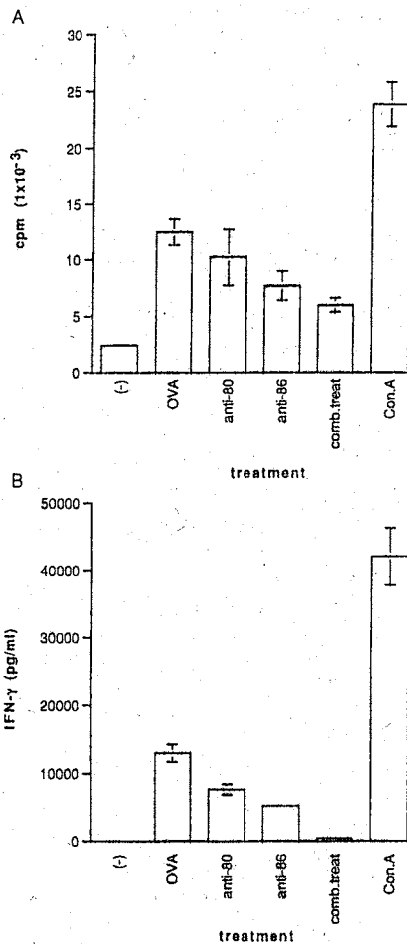 A
30
25
20
15
10
5
0
cpm (1x10⁻³)
(-)
OVA
anti-80
anti-86
comb.treat
Con.A
treatment
B
50000
40000
30000
20000
10000
0
IFN-γ (pg/ml)
(-)
OVA
anti-80
anti-86
comb.treat
Con.A
treatment